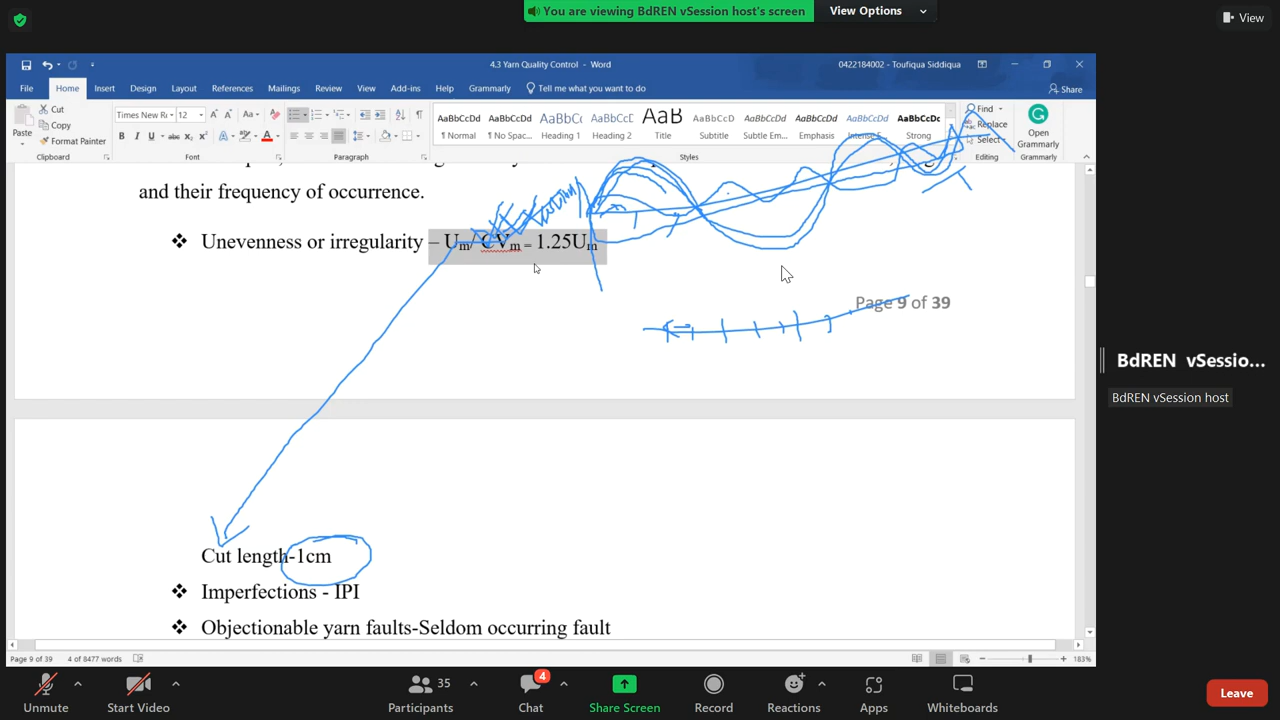 You are viewing BdREN vSession host's screen
View Options
View
4.3 Yarn Quality Control - Word
0422184002 - Toufiqua Siddiqua
File Home Insert Design Layout References Mailings Review View Add-ins Help Grammarly Tell me what you want to do
Share
Paste
Cut
Copy
Format Painter
Clipboard
Times New R
12
Font
Paragraph
AaBbCcDd
¶ Normal
AaBbCcDd
¶ No Spac...
AaBbC
Heading 1
AaBbCc
Heading 2
AaB
Title
AaBbCcD
Subtitle
AaBbCcDd
Subtle Em...
AaBbCcDd
Emphasis
AaBbCcDd
Intense E...
AaBbCcDc
Strong
Styles
Find
Replace
Select
Editing
Open
Grammarly
Grammarly
and their frequency of occurrence.
❖ Unevenness or irregularity – Um/ CVm = 1.25Um
Page 9 of 39
Cut length-1cm
❖ Imperfections - IPI
❖ Objectionable yarn faults-Seldom occurring fault
Page 9 of 39 4 of 8477 words
183%
BdREN vSessio...
BdREN vSession host
Unmute
Start Video
35
Participants
4
Chat
Share Screen
Record
Reactions
Apps
Whiteboards
Leave